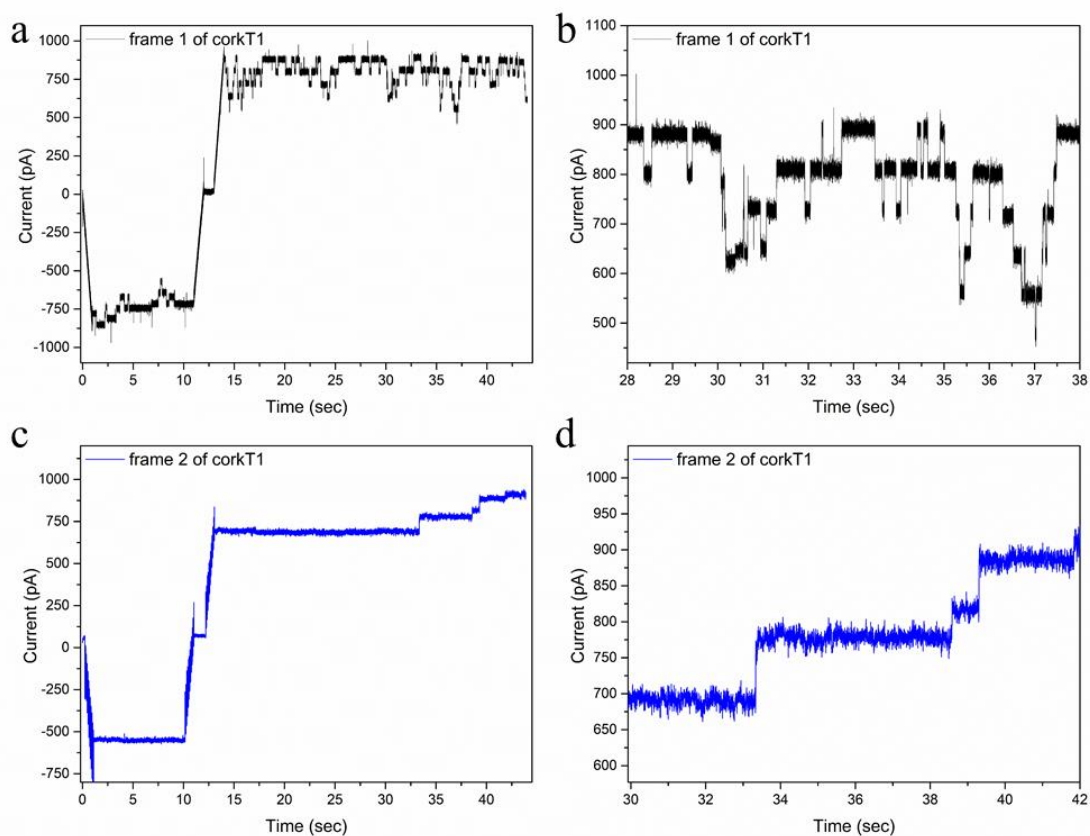 a
frame 1 of corkT1
1000
750
500
250
0
-250
-500
-750
-1000
Current (pA)
0 5 10 15 20 25 30 35 40
Time (sec)
b
frame 1 of corkT1
1100
1000
900
800
700
600
500
Current (pA)
28 29 30 31 32 33 34 35 36 37 38
Time (sec)
c
frame 2 of corkT1
1000
750
500
250
0
-250
-500
-750
Current (pA)
0 5 10 15 20 25 30 35 40
Time (sec)
d
frame 2 of corkT1
1000
950
900
850
800
750
700
650
600
Current (pA)
30 32 34 36 38 40 42
Time (sec)